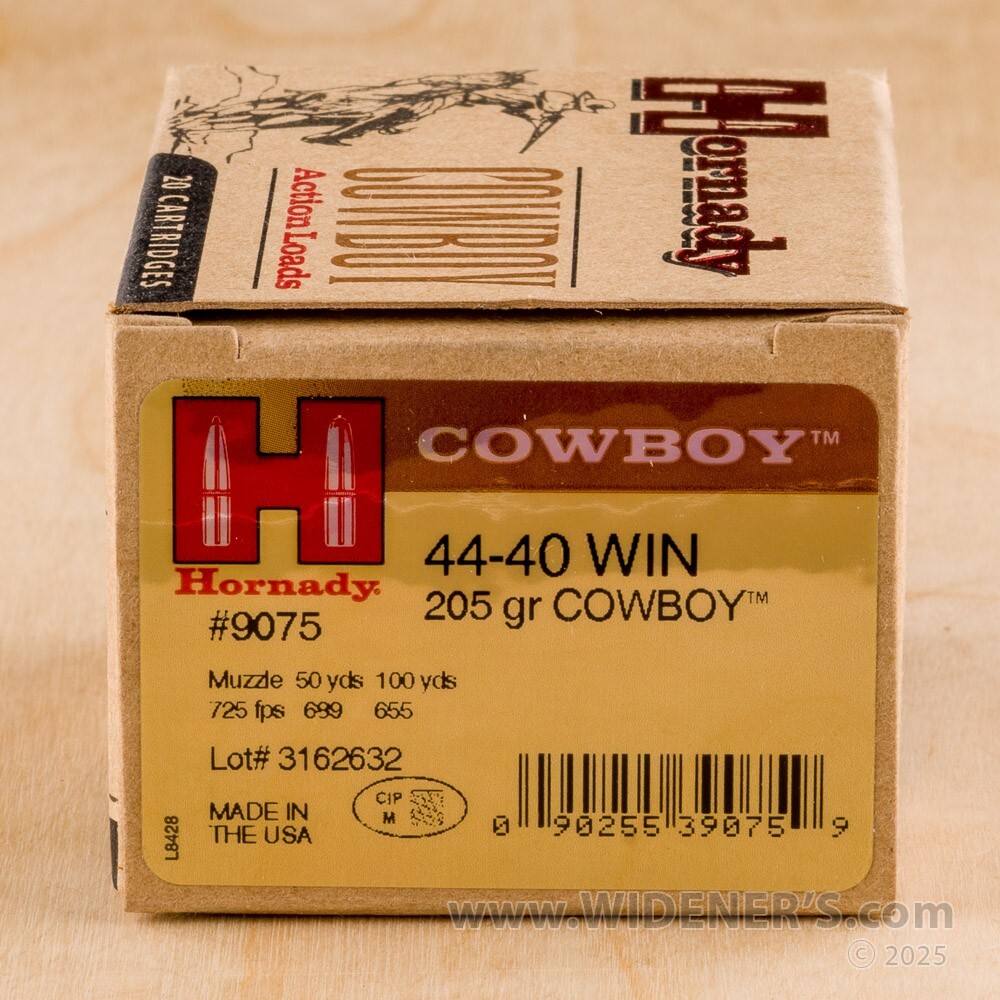 Hornady
COWBOY
Action Loads
20 CARTRIDGES
H
COWBOY™
Hornady®
44-40 WIN
205 gr COWBOY™
#9075
Muzzle 50 yds 100 yds
725 fps 689 655
Lot# 3162632
CIP
M
MADE IN
THE USA
L8428
0 90255 39075 9
www.WIDENER'S.com
© 2025